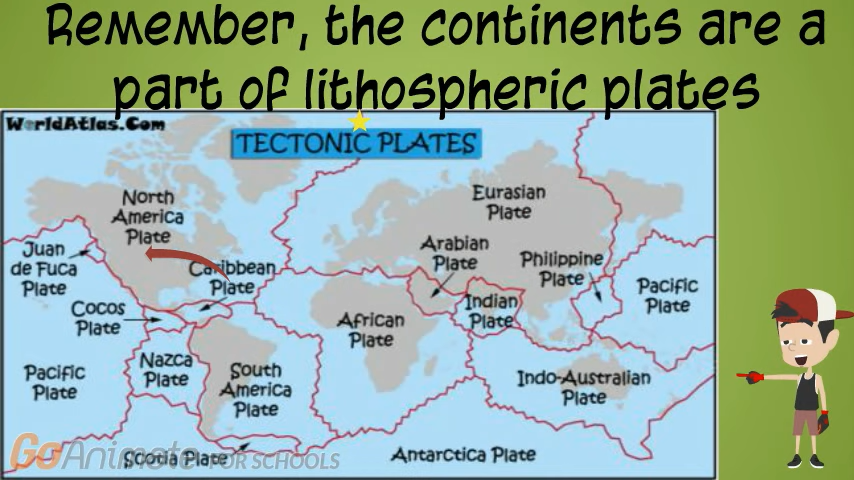 Remember, the continents are a
part of lithospheric plates
WorldAtlas.Com
TECTONIC PLATES
North
America
Plate
Eurasian
Plate
Juan
de Fuca
Plate
Caribbean
Plate
Arabian
Plate
Philippine
Plate
Pacific
Plate
Cocos
Plate
African
Plate
Indian
Plate
Pacific
Plate
Nazca
Plate
South
America
Plate
Indo-Australian
Plate
Scotia Plate
Antarctica Plate
GoAnimate FOR SCHOOLS